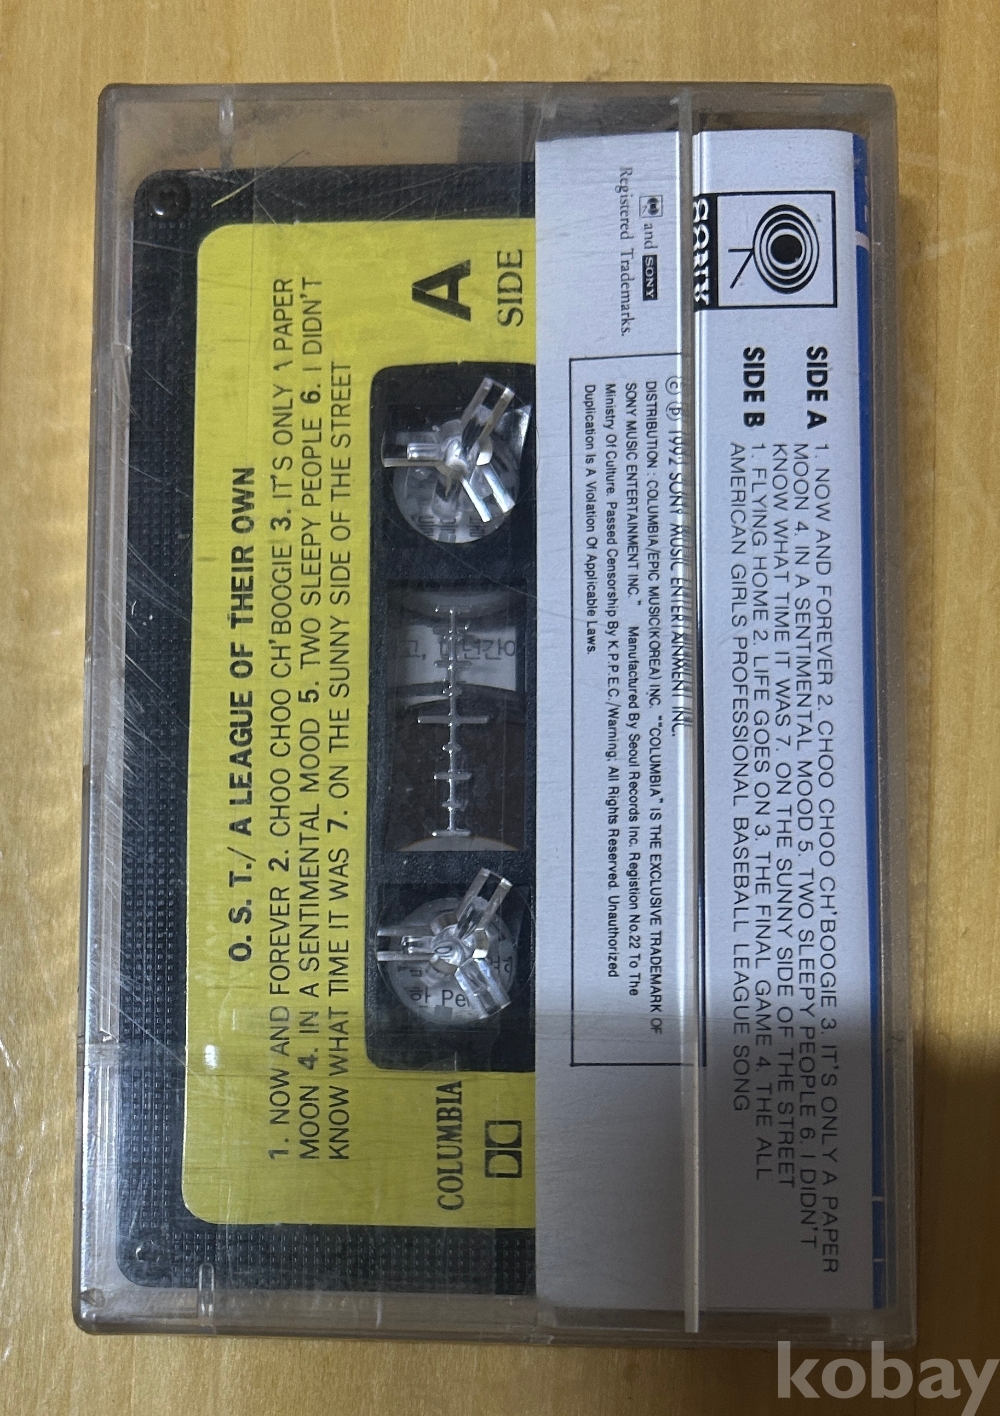 O. S. T./ A LEAGUE OF THEIR OWN
1. NOW AND FOREVER 2. CHOO CHOO CH'BOOGIE 3. IT'S ONLY A PAPER
MOON 4. IN A SENTIMENTAL MOOD 5. TWO SLEEPY PEOPLE 6. I DIDN'T
KNOW WHAT TIME IT WAS 7. ON THE SUNNY SIDE OF THE STREET
COLUMBIA
A
SIDE
SONY
SIDE A 1. NOW AND FOREVER 2. CHOO CHOO CH'BOOGIE 3. IT'S ONLY A PAPER
MOON 4. IN A SENTIMENTAL MOOD 5. TWO SLEEPY PEOPLE 6. I DIDN'T
KNOW WHAT TIME IT WAS 7. ON THE SUNNY SIDE OF THE STREET
SIDE B 1. FLYING HOME 2. LIFE GOES ON 3. THE FINAL GAME 4. THE ALL
AMERICAN GIRLS PROFESSIONAL BASEBALL LEAGUE SONG
and SONY
Registered Trademarks.
ⓒ ⓟ 1992 SONY MUSIC ENTERTAINMENT INC.
DISTRIBUTION : COLUMBIA/EPIC MUSIC(KOREA) INC. ""COLUMBIA" IS THE EXCLUSIVE TRADEMARK OF
SONY MUSIC ENTERTAINMENT INC." Manufactured By Seoul Records Inc. Registion No.22 To The
Ministry Of Culture. Passed Censorship By K.P.P.E.C./Warning; All Rights Reserved. Unauthorized
Duplication Is A Violation Of Applicable Laws.
kobay